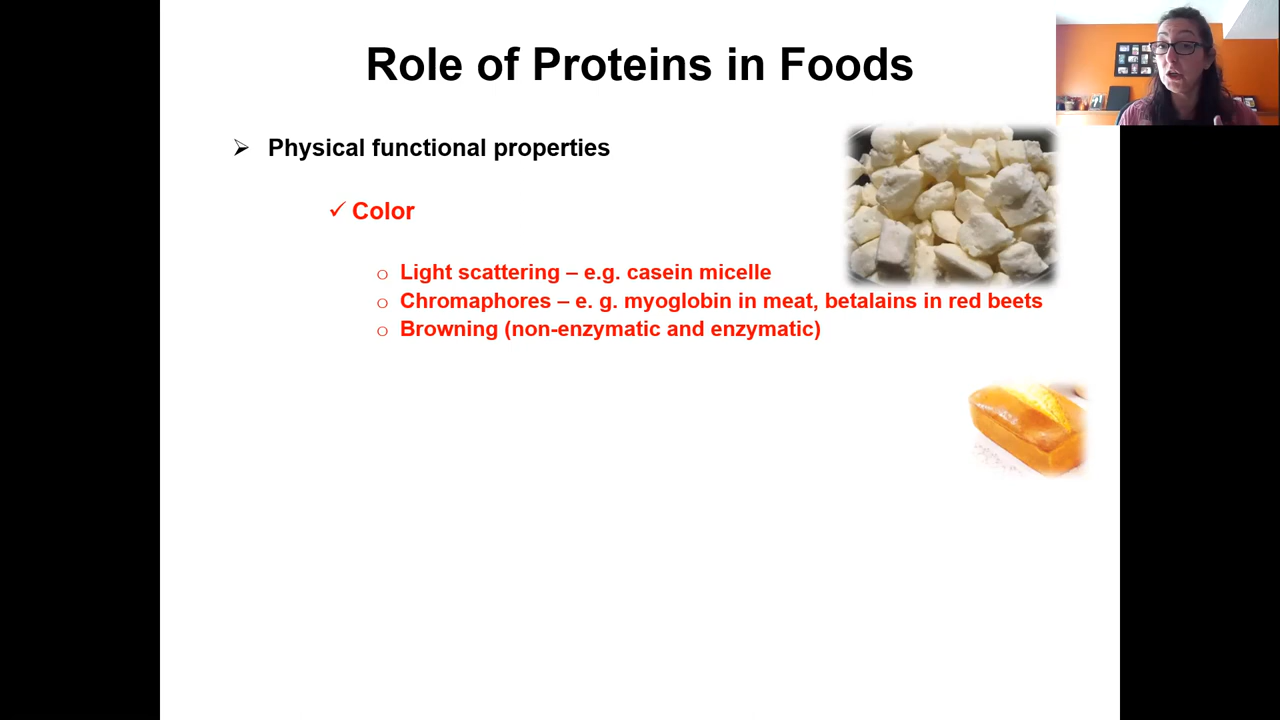 Role of Proteins in Foods
➢ Physical functional properties
✓ Color
o Light scattering – e.g. casein micelle
o Chromaphores – e. g. myoglobin in meat, betalains in red beets
o Browning (non-enzymatic and enzymatic)